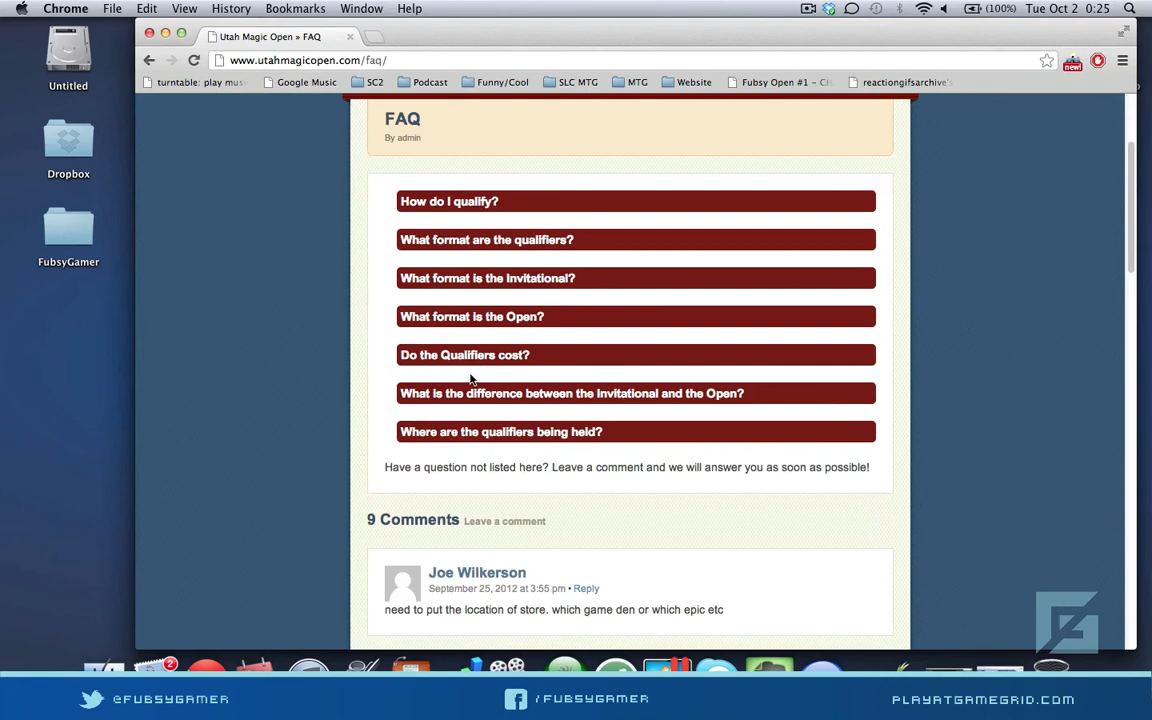 Chrome File Edit View History Bookmarks Window Help (100%) Tue Oct 2 0:25
Utah Magic Open » FAQ
www.utahmagicopen.com/faq/
new!
turntable: play mus Google Music SC2 Podcast Funny/Cool SLC MTG MTG Website Fubsy Open #1 – CH reactiongifsarchive's
Untitled
Dropbox
FubsyGamer
FAQ
By admin
How do I qualify?
What format are the qualifiers?
What format is the Invitational?
What format is the Open?
Do the Qualifiers cost?
What is the difference between the Invitational and the Open?
Where are the qualifiers being held?
Have a question not listed here? Leave a comment and we will answer you as soon as possible!
9 Comments Leave a comment
Joe Wilkerson
September 25, 2012 at 3:55 pm • Reply
need to put the location of store. which game den or which epic etc
2
@FUBSYGAMER /FUBSYGAMER PLAYATGAMEGRID.COM